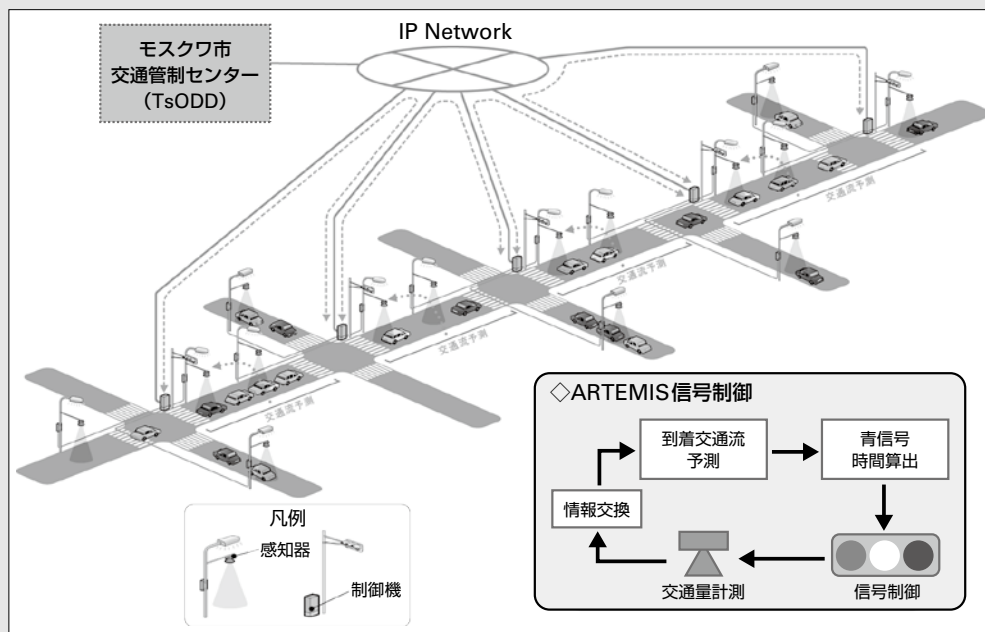 IP Network
モスクワ市
交通管制センター
（TsODD）
交通流予測
交通流予測
交通流予測
交通流予測
◇ARTEMIS信号制御
到着交通流
予測
青信号
時間算出
情報交換
交通量計測
信号制御
凡例
感知器
制御機